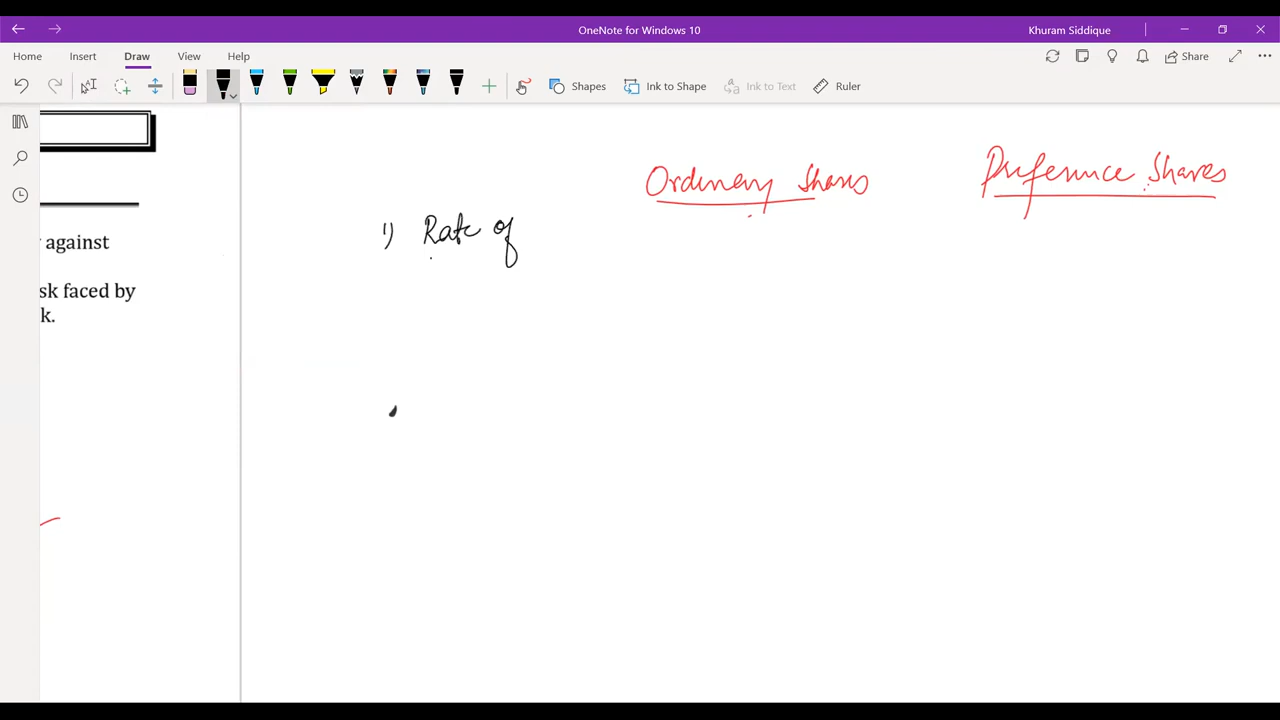 OneNote for Windows 10
Khuram Siddique
Home Insert Draw View Help
Share
Shapes Ink to Shape Ink to Text Ruler
Ordinary Shares Preference Shares
1) Rate of
against
sk faced by
k.